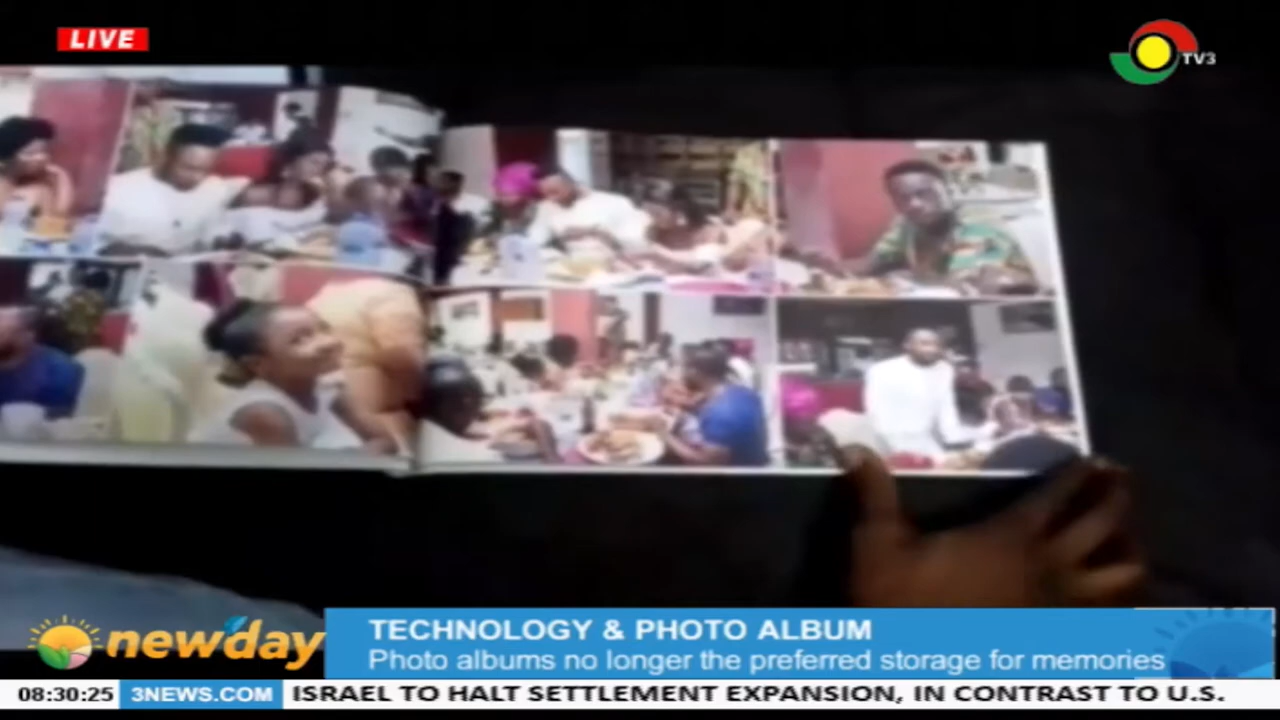 LIVE
TV3
newday
TECHNOLOGY & PHOTO ALBUM
Photo albums no longer the preferred storage for memories
08:30:25 3NEWS.COM ISRAEL TO HALT SETTLEMENT EXPANSION, IN CONTRAST TO U.S.